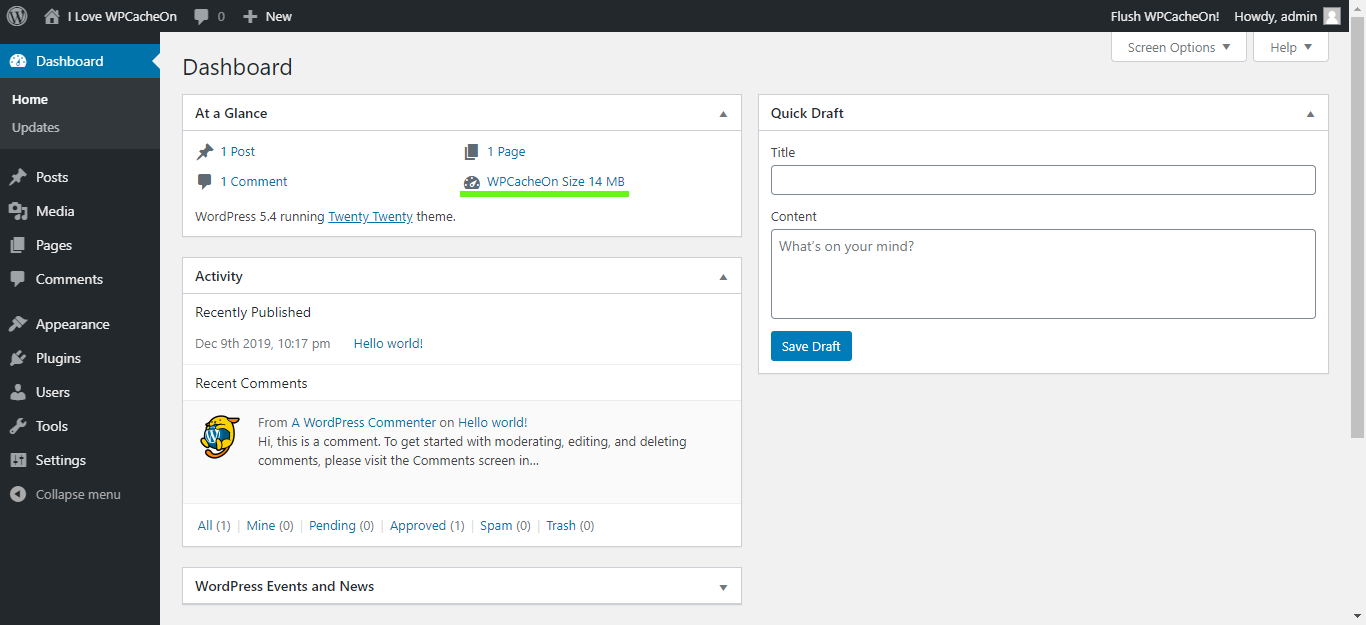 I Love WPCacheOn 0 New Flush WPCacheOn! Howdy, admin
Screen Options Help
Dashboard
Home
Updates
Posts
Media
Pages
Comments
Appearance
Plugins
Users
Tools
Settings
Collapse menu
Dashboard
At a Glance
1 Post 1 Page
1 Comment WPCacheOn Size 14 MB
WordPress 5.4 running Twenty Twenty theme.
Activity
Recently Published
Dec 9th 2019, 10:17 pm Hello world!
Recent Comments
From A WordPress Commenter on Hello world!
Hi, this is a comment. To get started with moderating, editing, and deleting
comments, please visit the Comments screen in…
All (1) | Mine (0) | Pending (0) | Approved (1) | Spam (0) | Trash (0)
WordPress Events and News
Quick Draft
Title
Content
What's on your mind?
Save Draft